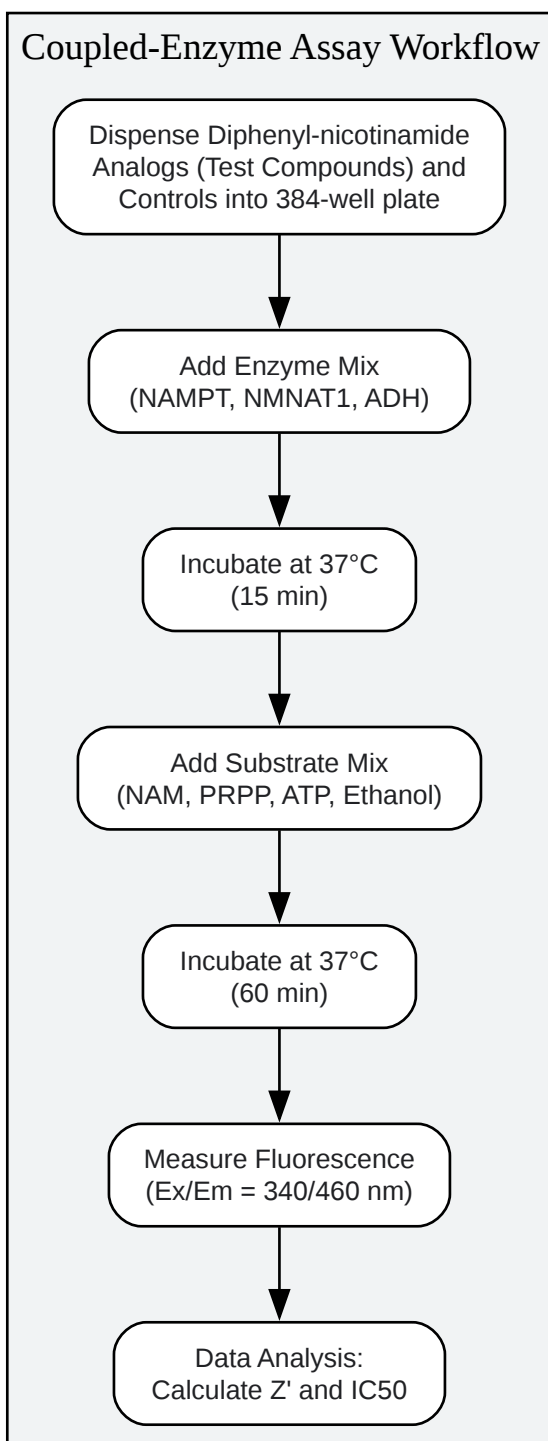 Coupled-Enzyme Assay Workflow
Dispense Diphenyl-nicotinamide
Analogs (Test Compounds) and
Controls into 384-well plate
Add Enzyme Mix
(NAMPT, NMNAT1, ADH)
Incubate at 37°C
(15 min)
Add Substrate Mix
(NAM, PRPP, ATP, Ethanol)
Incubate at 37°C
(60 min)
Measure Fluorescence
(Ex/Em = 340/460 nm)
Data Analysis:
Calculate Z' and IC50